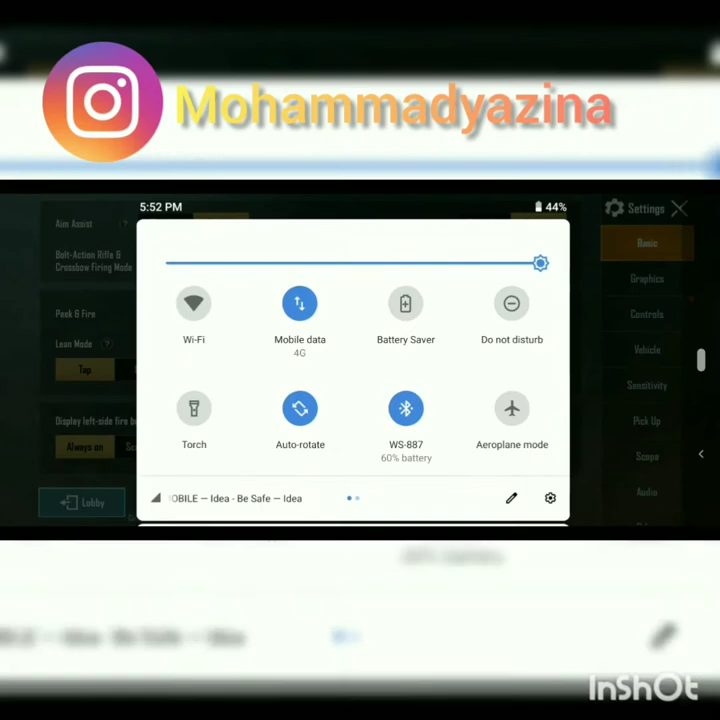 Mohammadyazina
5:52 PM
44%
Aim Assist ?
Settings
Basic
Bolt-Action Rifle &
Crossbow Firing Mode
Graphics
Wi-Fi
Mobile data
4G
Battery Saver
Do not disturb
Controls
Peek & Fire
Lean Mode ?
Vehicle
Tap
Sensitivity
Display left-side fire b
Pick Up
Always on
Torch
Auto-rotate
WS-887
60% battery
Aeroplane mode
Scope
Audio
Lobby
OBILE — Idea - Be Safe — Idea
InShOt